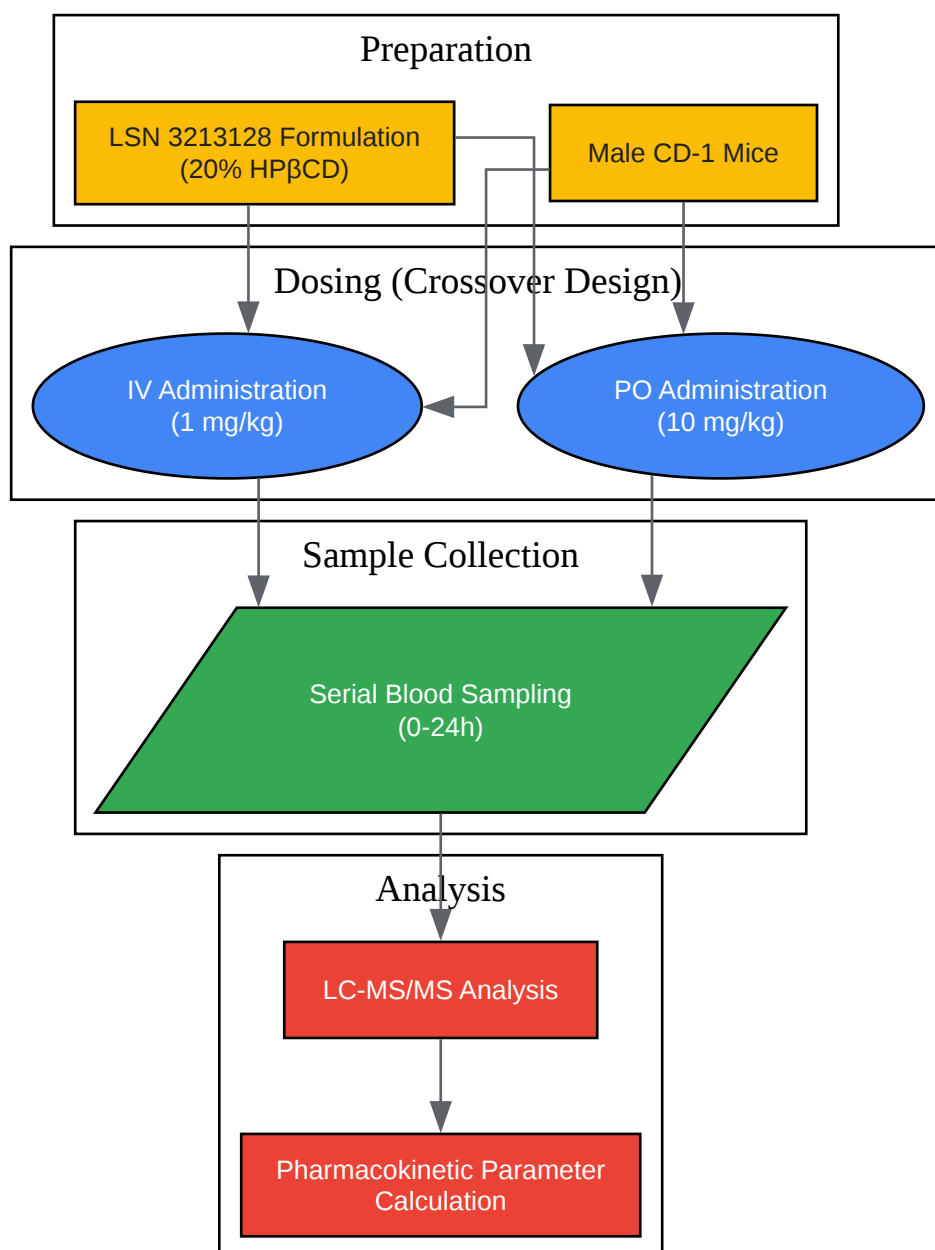 Preparation
LSN 3213128 Formulation
(20% HPβCD)
Male CD-1 Mice
Dosing (Crossover Design)
IV Administration
(1 mg/kg)
PO Administration
(10 mg/kg)
Sample Collection
Serial Blood Sampling
(0-24h)
Analysis
LC-MS/MS Analysis
Pharmacokinetic Parameter
Calculation